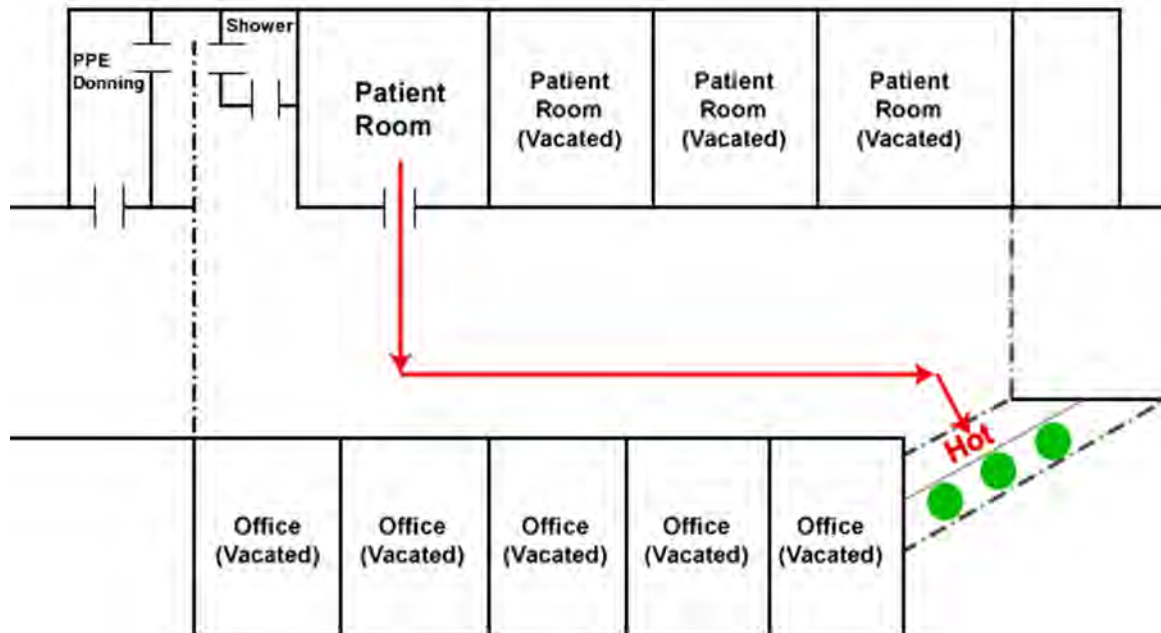 Shower
PPE
Donning
Patient
Room
Patient
Room
(Vacated)
Patient
Room
(Vacated)
Patient
Room
(Vacated)
Hot
Office
(Vacated)
Office
(Vacated)
Office
(Vacated)
Office
(Vacated)
Office
(Vacated)